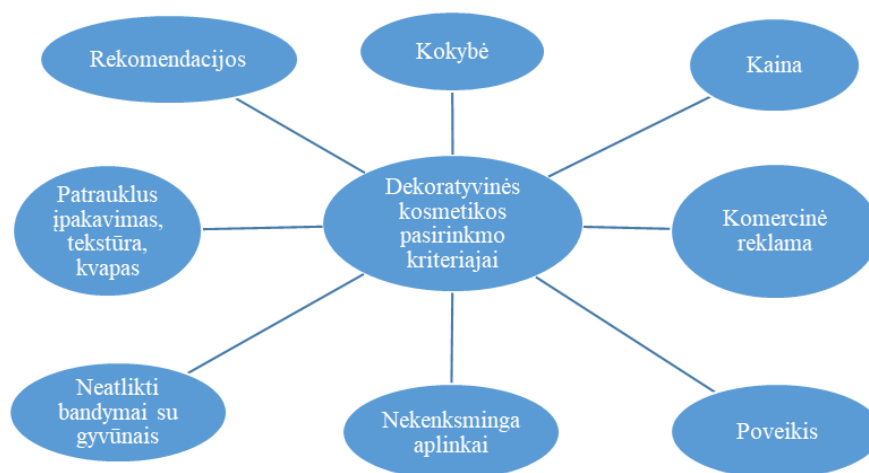 Rekomendacijos
Kokybė
Kaina
Patrauklus
įpakavimas,
tekstūra,
kvapas
Dekoratyvinės
kosmetikos
pasirinkmo
kriteriajai
Komercinė
reklama
Neatlikti
bandymai su
gyvūnais
Nekenksminga
aplinkai
Poveikis